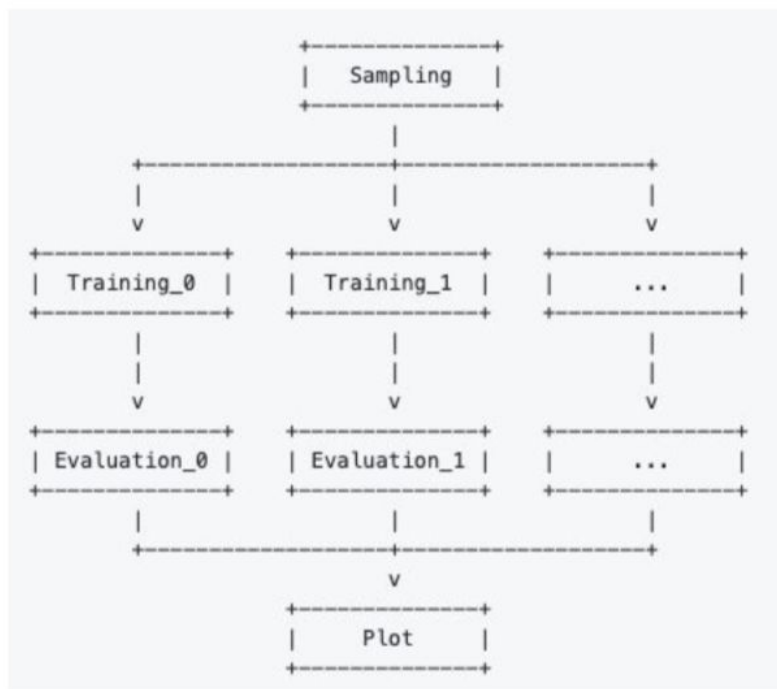 Sampling
Training_0 Training_1 ...
Evaluation_0 Evaluation_1 ...
Plot